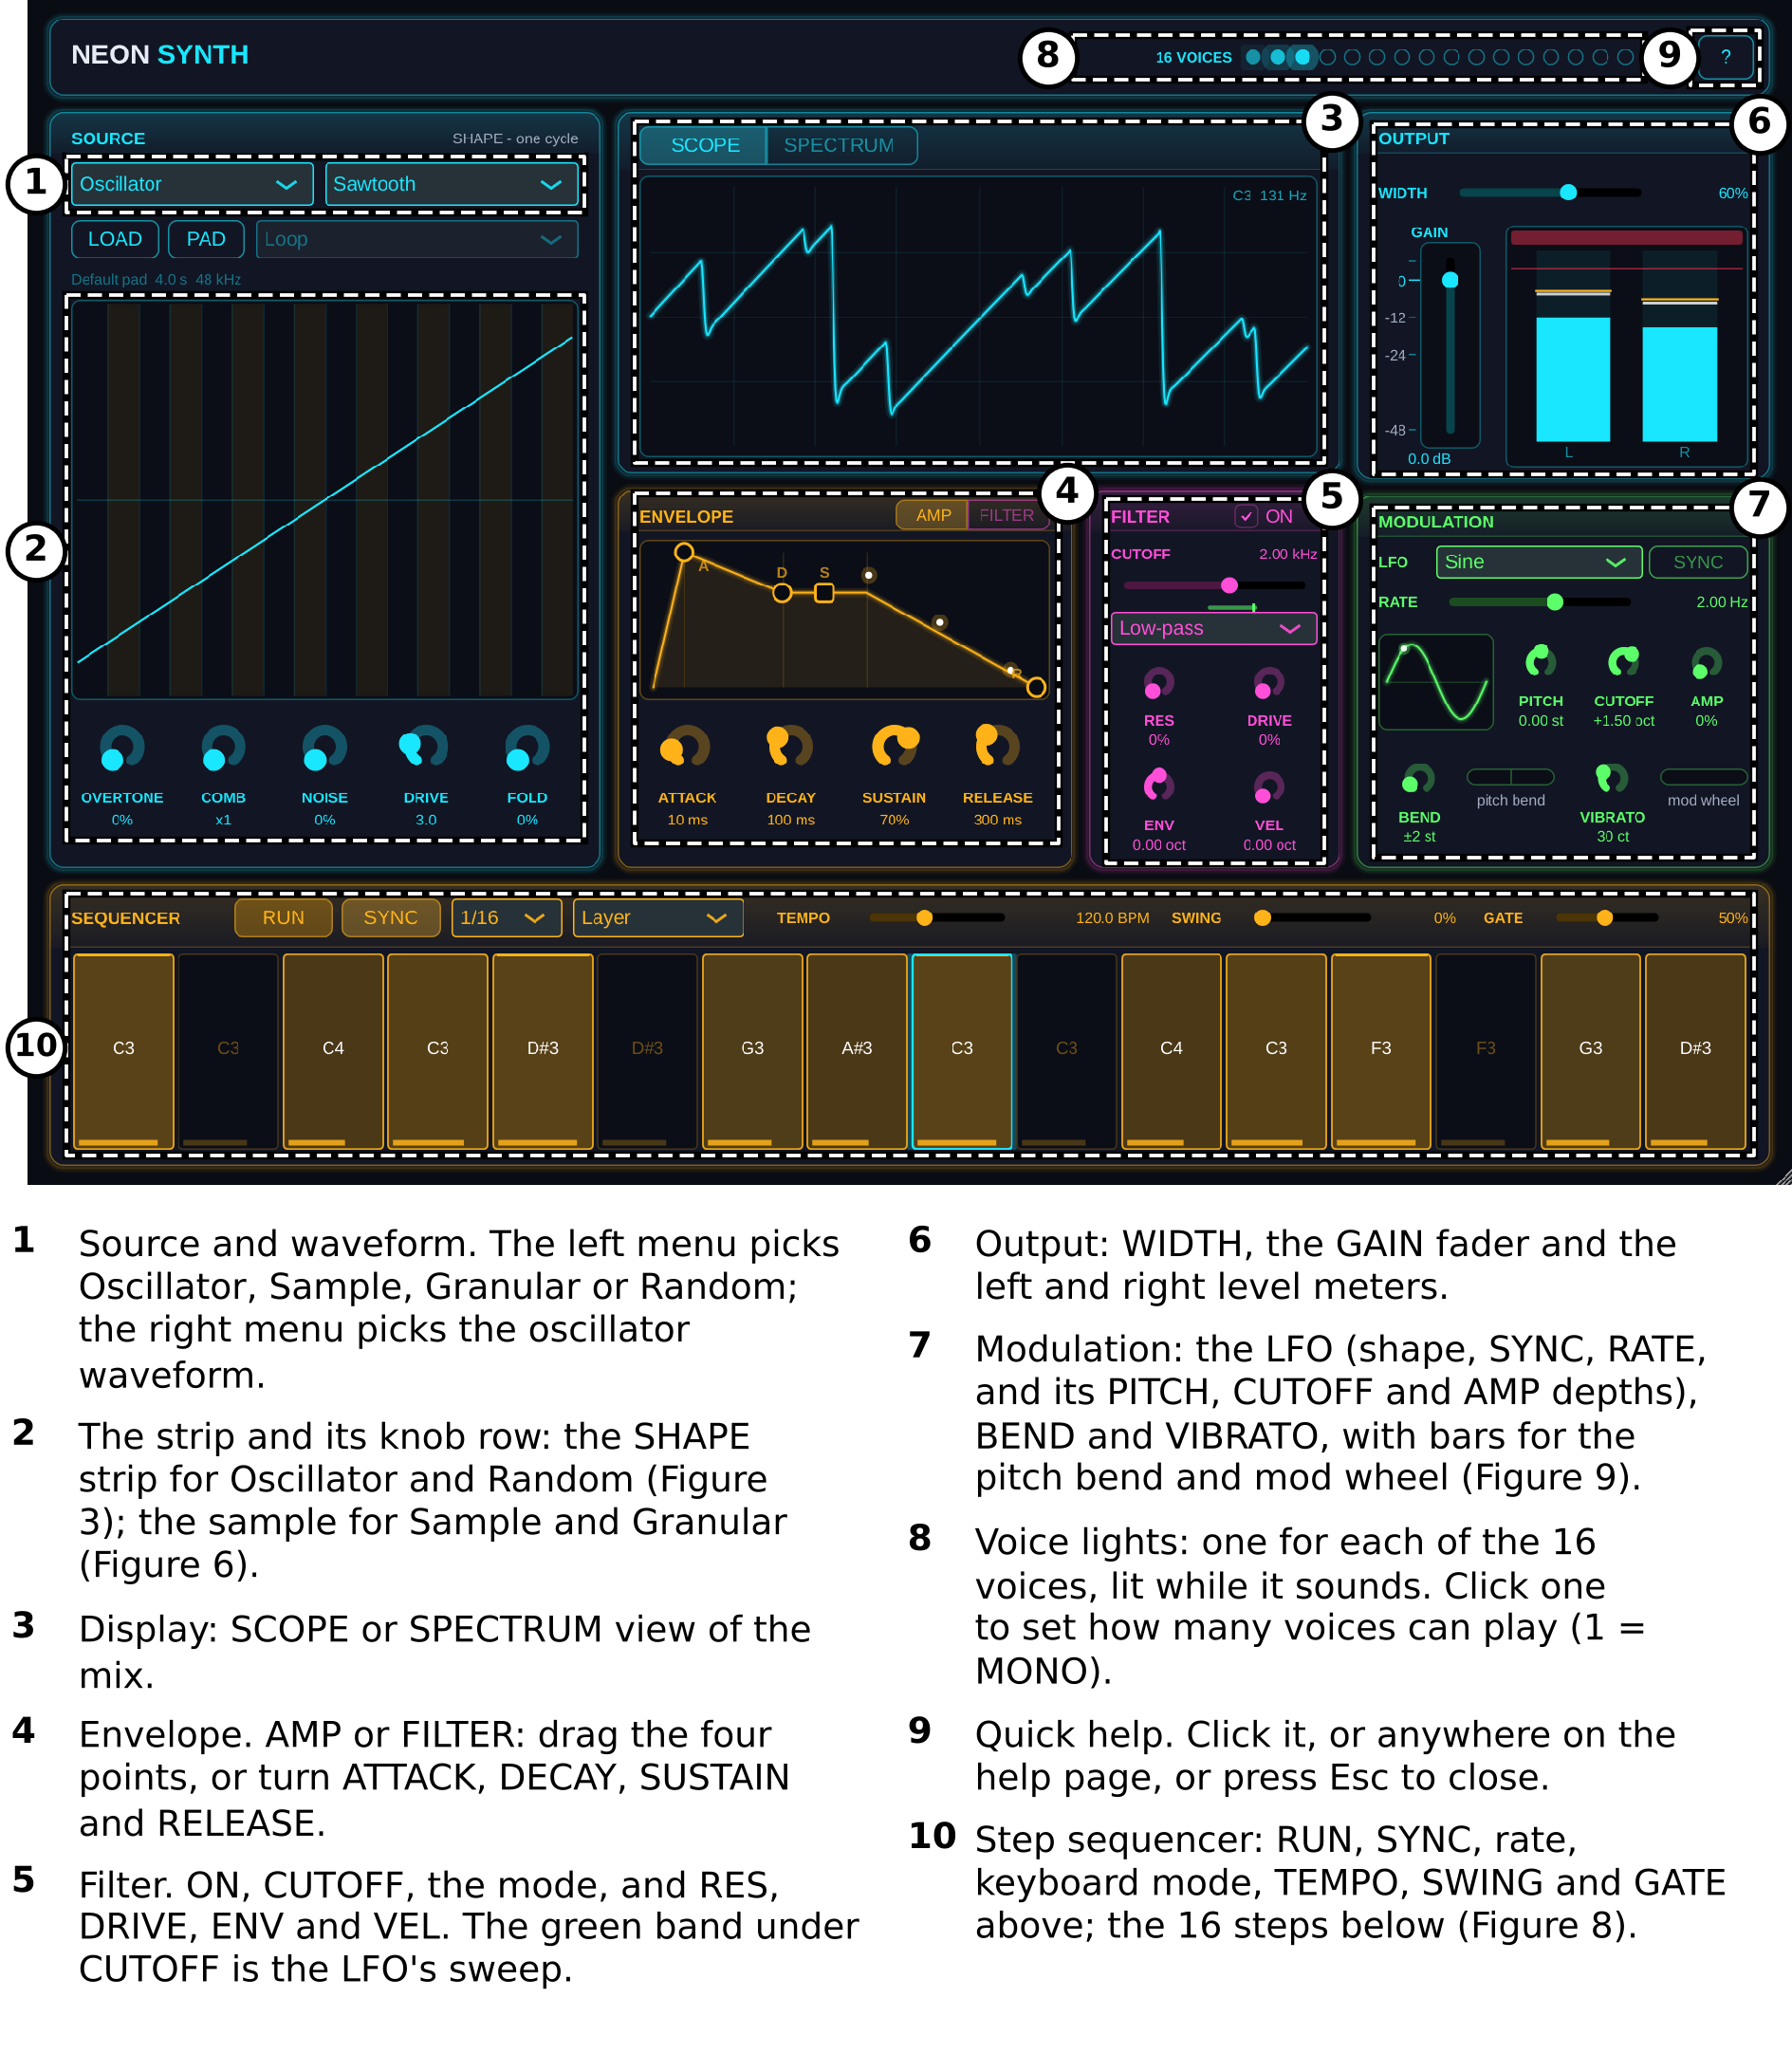 NEON SYNTH
8
16 VOICES
9
?
SOURCE
SHAPE - one cycle
1
Oscillator
Sawtooth
LOAD
PAD
Loop
Default pad 4.0 s 48 kHz
2
OVERTONE
COMB
NOISE
DRIVE
FOLD
0%
x1
0%
3.0
0%
3
SCOPE
SPECTRUM
C3 131 Hz
6
OUTPUT
WIDTH
60%
GAIN
0
-12
-24
-48
0.0 dB
L
R
4
ENVELOPE
AMP
FILTER
A
D
S
R
ATTACK
DECAY
SUSTAIN
RELEASE
10 ms
100 ms
70%
300 ms
5
FILTER
ON
CUTOFF
2.00 kHz
Low-pass
RES
DRIVE
0%
0%
ENV
VEL
0.00 oct
0.00 oct
7
MODULATION
LFO
Sine
SYNC
RATE
2.00 Hz
PITCH
CUTOFF
AMP
0.00 st
+1.50 oct
0%
pitch bend
mod wheel
BEND
VIBRATO
±2 st
30 ct
SEQUENCER
RUN
SYNC
1/16
Layer
TEMPO
120.0 BPM
SWING
0%
GATE
50%
10
C3
C3
C4
C3
D#3
D#3
G3
A#3
C3
C3
C4
C3
F3
F3
G3
D#3
1 Source and waveform. The left menu picks
Oscillator, Sample, Granular or Random;
the right menu picks the oscillator
waveform.
2 The strip and its knob row: the SHAPE
strip for Oscillator and Random (Figure
3); the sample for Sample and Granular
(Figure 6).
3 Display: SCOPE or SPECTRUM view of the
mix.
4 Envelope. AMP or FILTER: drag the four
points, or turn ATTACK, DECAY, SUSTAIN
and RELEASE.
5 Filter. ON, CUTOFF, the mode, and RES,
DRIVE, ENV and VEL. The green band under
CUTOFF is the LFO's sweep.
6 Output: WIDTH, the GAIN fader and the
left and right level meters.
7 Modulation: the LFO (shape, SYNC, RATE,
and its PITCH, CUTOFF and AMP depths),
BEND and VIBRATO, with bars for the
pitch bend and mod wheel (Figure 9).
8 Voice lights: one for each of the 16
voices, lit while it sounds. Click one
to set how many voices can play (1 =
MONO).
9 Quick help. Click it, or anywhere on the
help page, or press Esc to close.
10 Step sequencer: RUN, SYNC, rate,
keyboard mode, TEMPO, SWING and GATE
above; the 16 steps below (Figure 8).